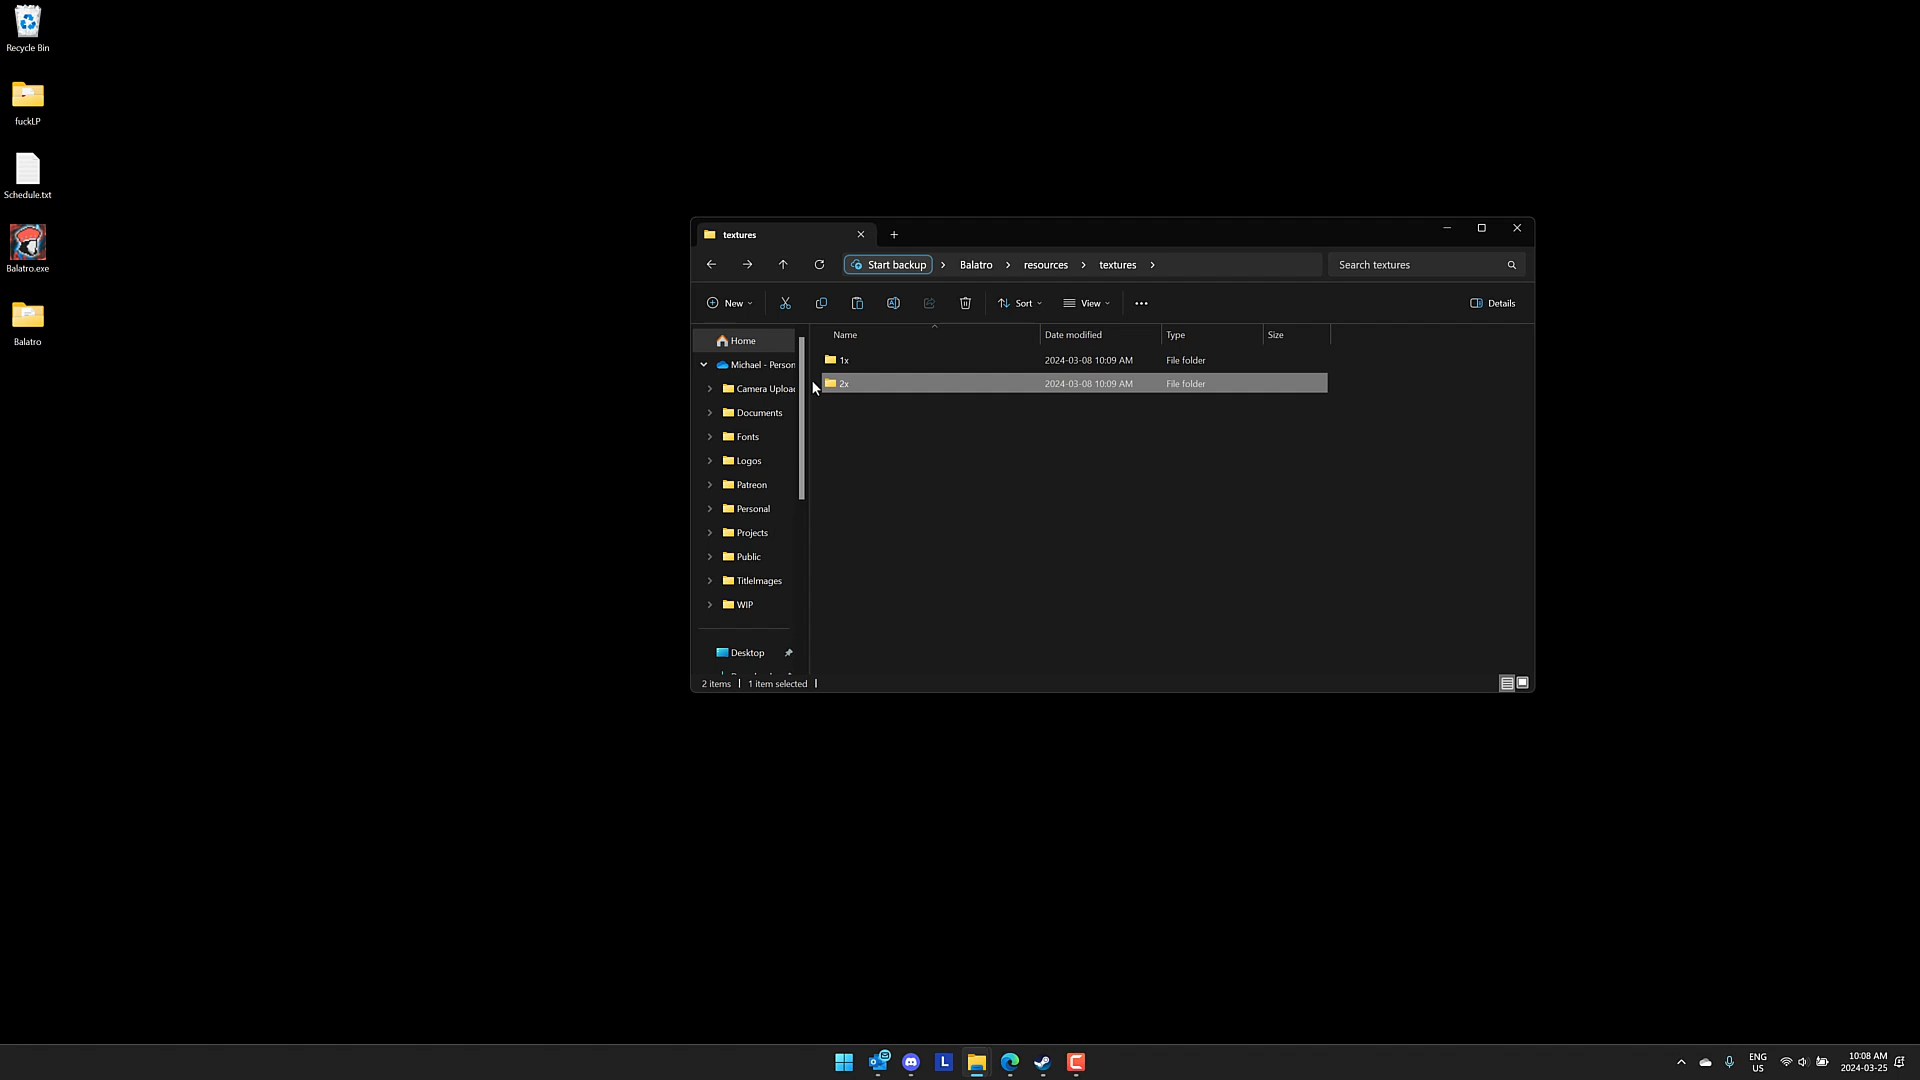 Recycle Bin
fuckLP
Schedule.txt
Balatro.exe
Balatro
textures
Start backup
Balatro
resources
textures
Search textures
New
Sort
View
Details
Name
Date modified
Type
Size
1x 2024-03-08 10:09 AM File folder
2x 2024-03-08 10:09 AM File folder
Home
Michael - Person
Camera Uploa
Documents
Fonts
Logos
Patreon
Personal
Projects
Public
TitleImages
WIP
Desktop
2 items
1 item selected
L
ENG
US
10:08 AM
2024-03-25